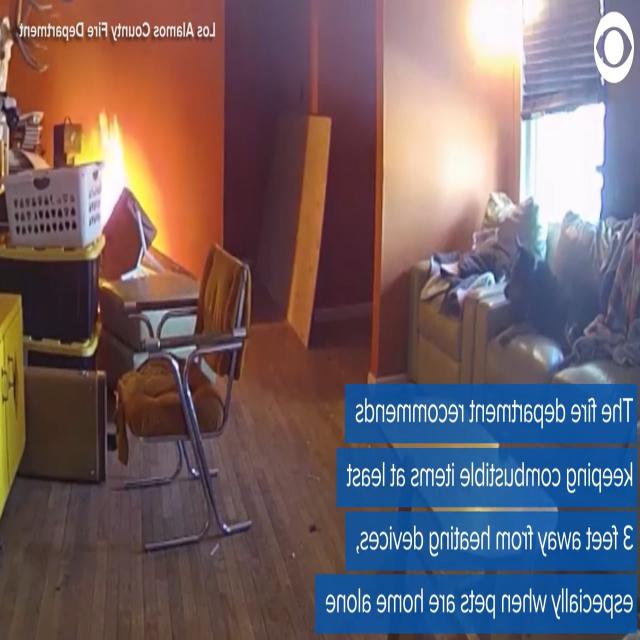 Los Alamos County Fire Department
The fire department recommends
keeping combustible items at least
3 feet away from heating devices,
especially when pets are home alone